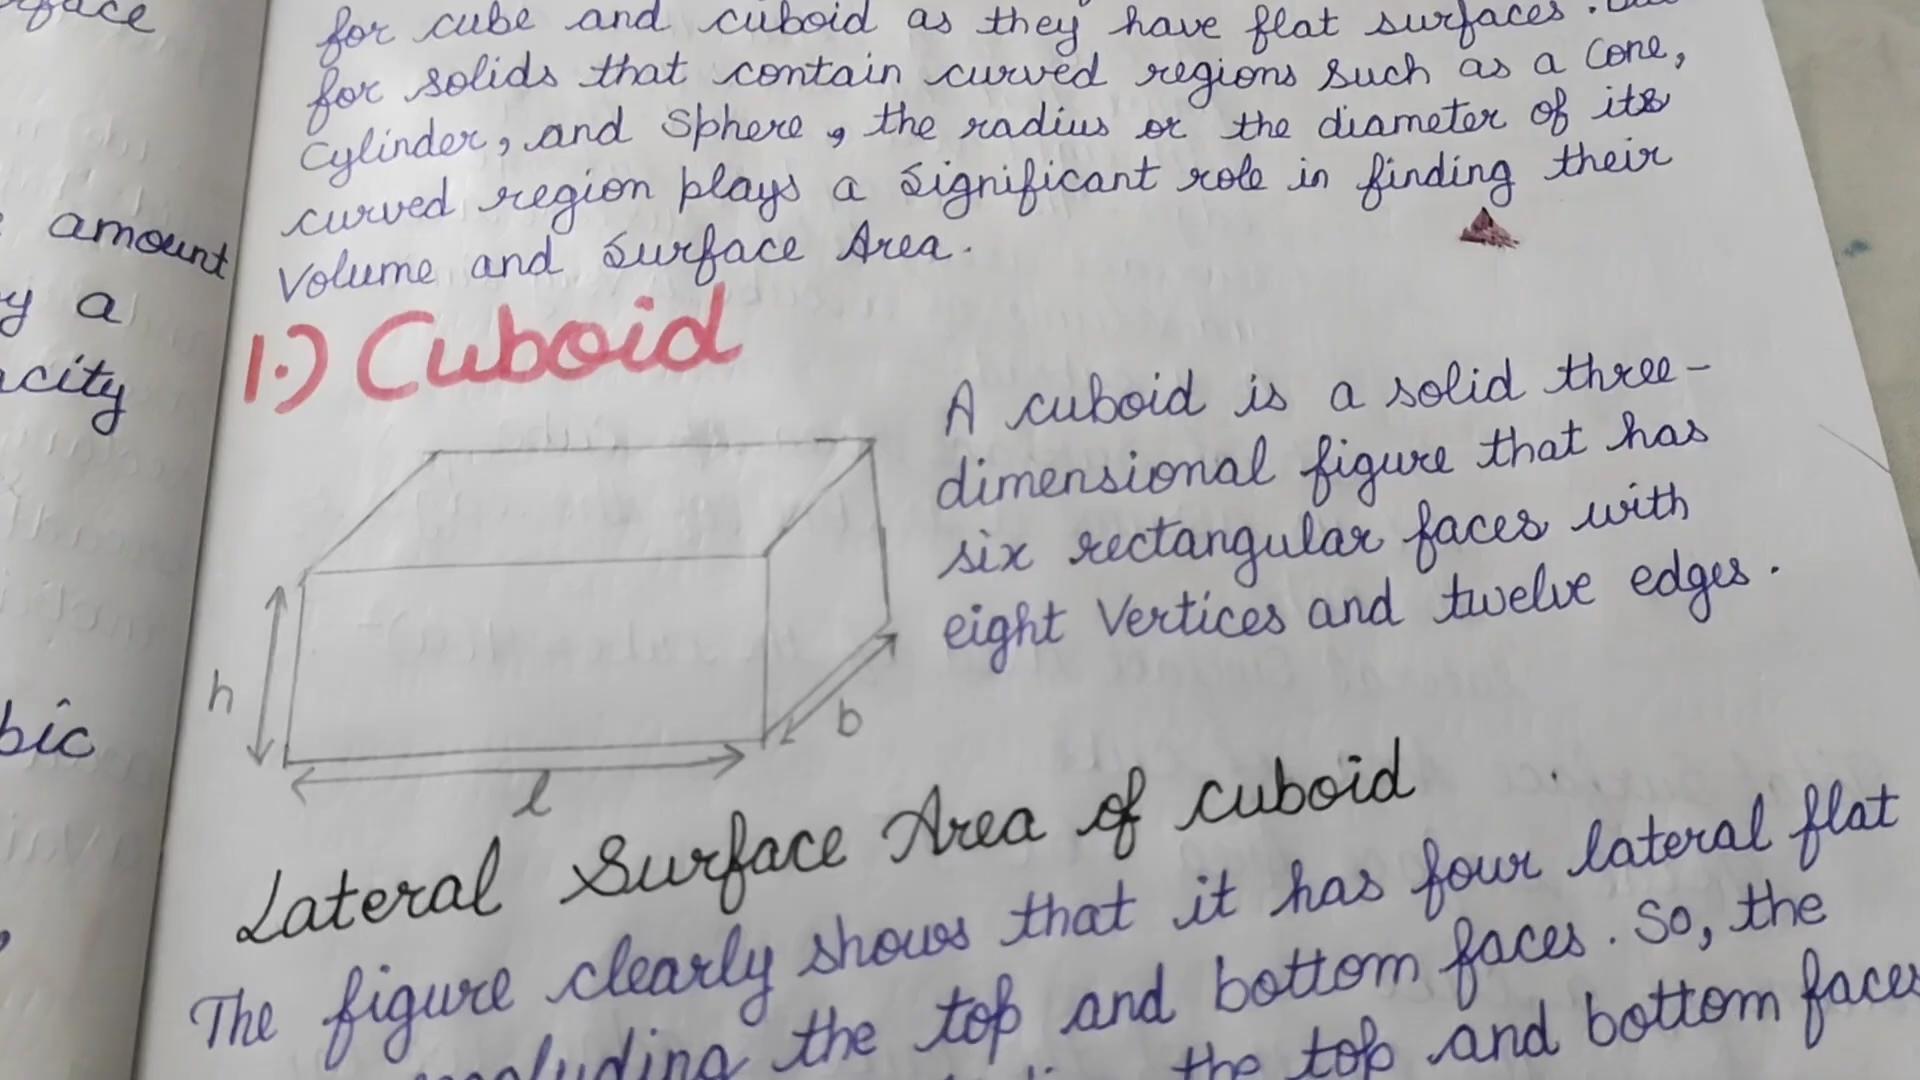 rface
amount
y a
acity
bic
for cube and cuboid as they have flat surfaces. But
for solids that contain curved regions such as a cone,
cylinder, and sphere, the radius or the diameter of its
curved region plays a significant role in finding their
Volume and Surface Area.
1.) Cuboid
A cuboid is a solid three-
dimensional figure that has
six rectangular faces with
eight Vertices and twelve edges.
h
b
l
Lateral Surface Area of cuboid
The figure clearly shows that it has four lateral flat
the top and bottom faces. So, the
the top and bottom faces